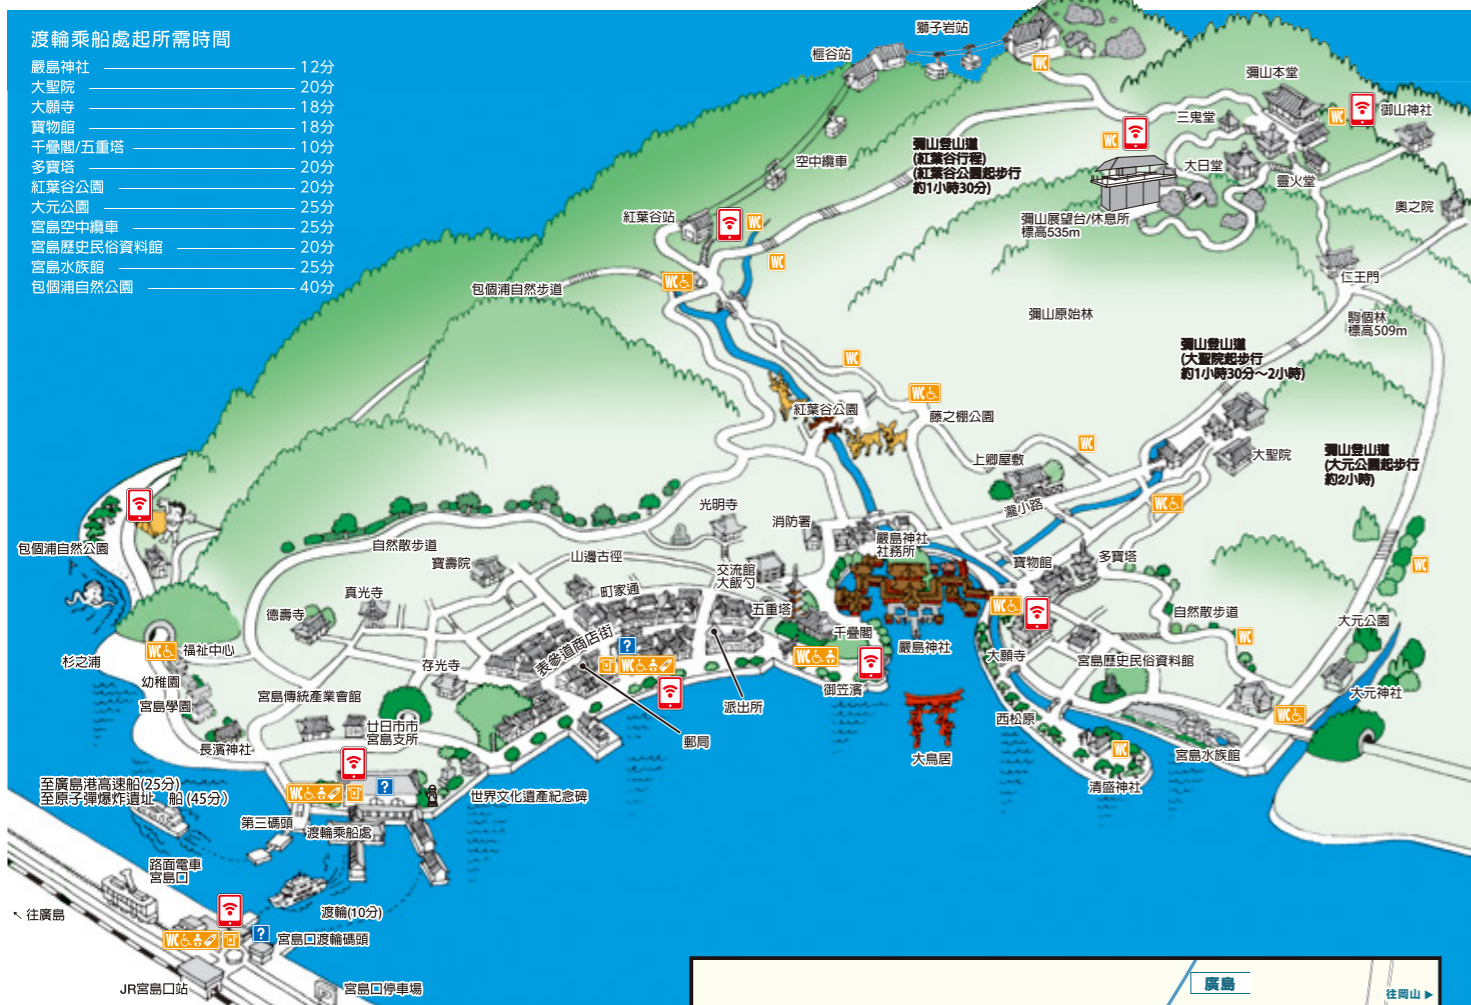 渡輪乘船處起所需時間
嚴島神社 12分
大聖院 20分
大願寺 18分
寶物館 18分
千疊閣/五重塔 10分
多寶塔 20分
紅葉谷公園 20分
大元公園 25分
宮島空中纜車 25分
宮島歷史民俗資料館 20分
宮島水族館 25分
包個浦自然公園 40分
獅子岩站
榧谷站
WC
彌山本堂
WC
御山神社
三鬼堂
WC
彌山登山道
(紅葉谷行程)
(紅葉谷公園起步行
約1小時30分)
空中纜車
大日堂
靈火堂
奧之院
紅葉谷站
WC
彌山展望台/休息所
標高535m
WC
仁王門
WC
包個浦自然步道
彌山原始林
駒個林
標高509m
彌山登山道
(大聖院起步行
約1小時30分～2小時)
WC
WC
紅葉谷公園
藤之棚公園
WC
上卿屋敷
大聖院
彌山登山道
(大元公園起步行
約2小時)
WC
瀧小路
光明寺
消防署
嚴島神社
社務所
自然散步道
包個浦自然公園
山邊古徑
寶壽院
交流館
大飯勺
寶物館
多寶塔
WC
町家通
真光寺
德壽寺
五重塔
WC
自然散步道
大元公園
千疊閣
嚴島神社
WC
?
表參道商店街
大願寺
宮島歷史民俗資料館
WC
福祉中心
杉之浦
存光寺
WC
WC
御笠濱
幼稚園
宮島學園
宮島傳統產業會館
派出所
大元神社
西松原
WC
廿日市市
宮島支所
郵局
長濱神社
大鳥居
WC
宮島水族館
清盛神社
至廣島港高速船(25分)
至原子彈爆炸遺址 船(45分)
WC
?
世界文化遺產紀念碑
第三碼頭
渡輪乘船處
路面電車
宮島口
往廣島
渡輪(10分)
WC
?
宮島口渡輪碼頭
JR宮島口站
宮島口停車場
廣島
往岡山